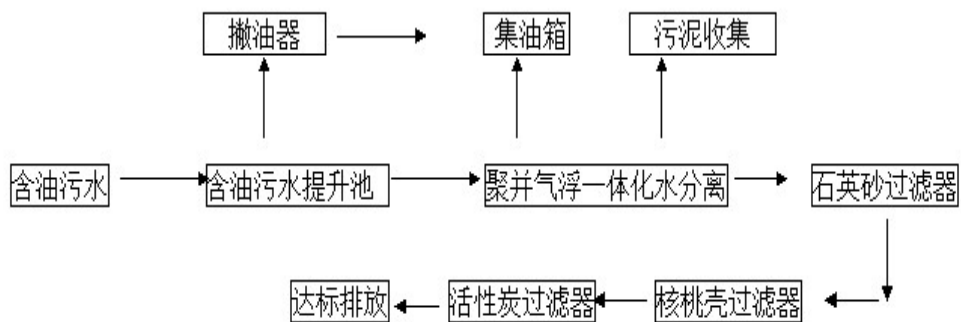 撇油器
集油箱
污泥收集
含油污水
含油污水提升池
聚并气浮一体化水分离
石英砂过滤器
达标排放
活性炭过滤器
核桃壳过滤器